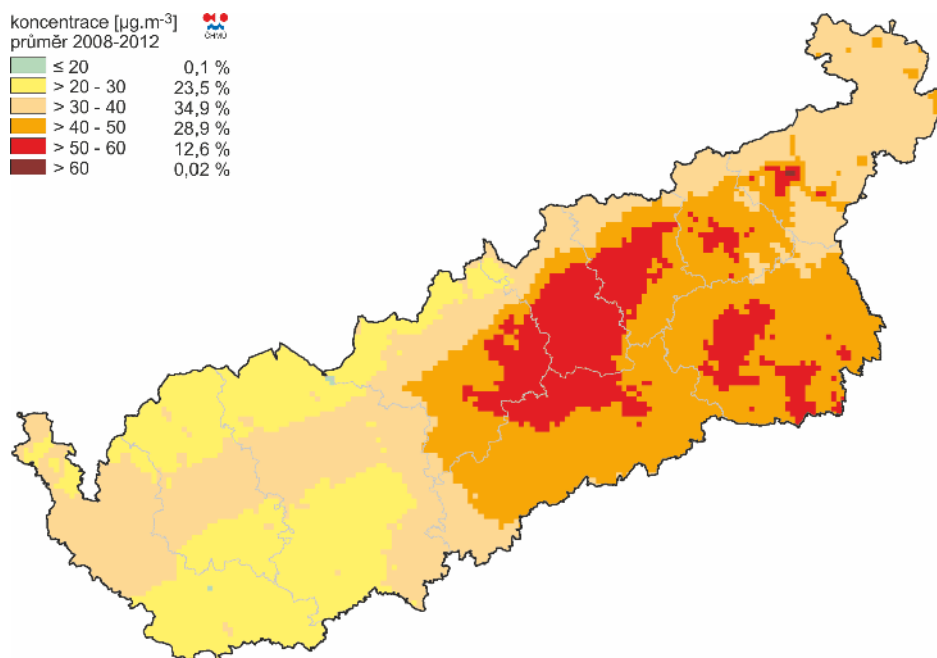 koncentrace [µg.m⁻³]
ČHMÚ
průměr 2008-2012
≤ 20 0,1 %
> 20 - 30 23,5 %
> 30 - 40 34,9 %
> 40 - 50 28,9 %
> 50 - 60 12,6 %
> 60 0,02 %